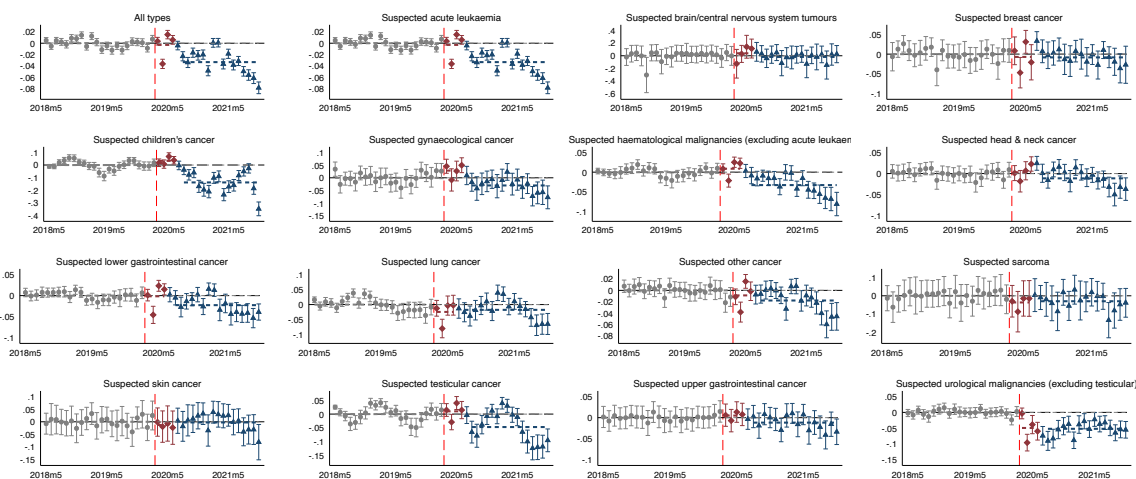 All types
.02
0
-.02
-.04
-.06
-.08
2018m5 2019m5 2020m5 2021m5
Suspected acute leukaemia
.02
0
-.02
-.04
-.06
-.08
2018m5 2019m5 2020m5 2021m5
Suspected brain/central nervous system tumours
.4
.2
0
-.2
-.4
-.6
2018m5 2019m5 2020m5 2021m5
Suspected breast cancer
.05
0
-.05
-.1
2018m5 2019m5 2020m5 2021m5
Suspected children's cancer
.1
0
-.1
-.2
-.3
-.4
2018m5 2019m5 2020m5 2021m5
Suspected gynaecological cancer
.1
.05
0
-.05
-.1
-.15
2018m5 2019m5 2020m5 2021m5
Suspected haematological malignancies (excluding acute leukaen
.05
0
-.05
-.1
2018m5 2019m5 2020m5 2021m5
Suspected head & neck cancer
.05
0
-.05
-.1
2018m5 2019m5 2020m5 2021m5
Suspected lower gastrointestinal cancer
.05
0
-.05
-.1
2018m5 2019m5 2020m5 2021m5
Suspected lung cancer
.1
.05
0
-.05
-.1
2018m5 2019m5 2020m5 2021m5
Suspected other cancer
.02
0
-.02
-.04
-.06
-.08
2018m5 2019m5 2020m5 2021m5
Suspected sarcoma
.1
0
-.1
-.2
2018m5 2019m5 2020m5 2021m5
Suspected skin cancer
.1
.05
0
-.05
-.1
-.15
2018m5 2019m5 2020m5 2021m5
Suspected testicular cancer
.05
0
-.05
-.1
-.15
2018m5 2019m5 2020m5 2021m5
Suspected upper gastrointestinal cancer
.05
0
-.05
-.1
2018m5 2019m5 2020m5 2021m5
Suspected urological malignancies (excluding testicular)
.05
0
-.05
-.1
-.15
2018m5 2019m5 2020m5 2021m5